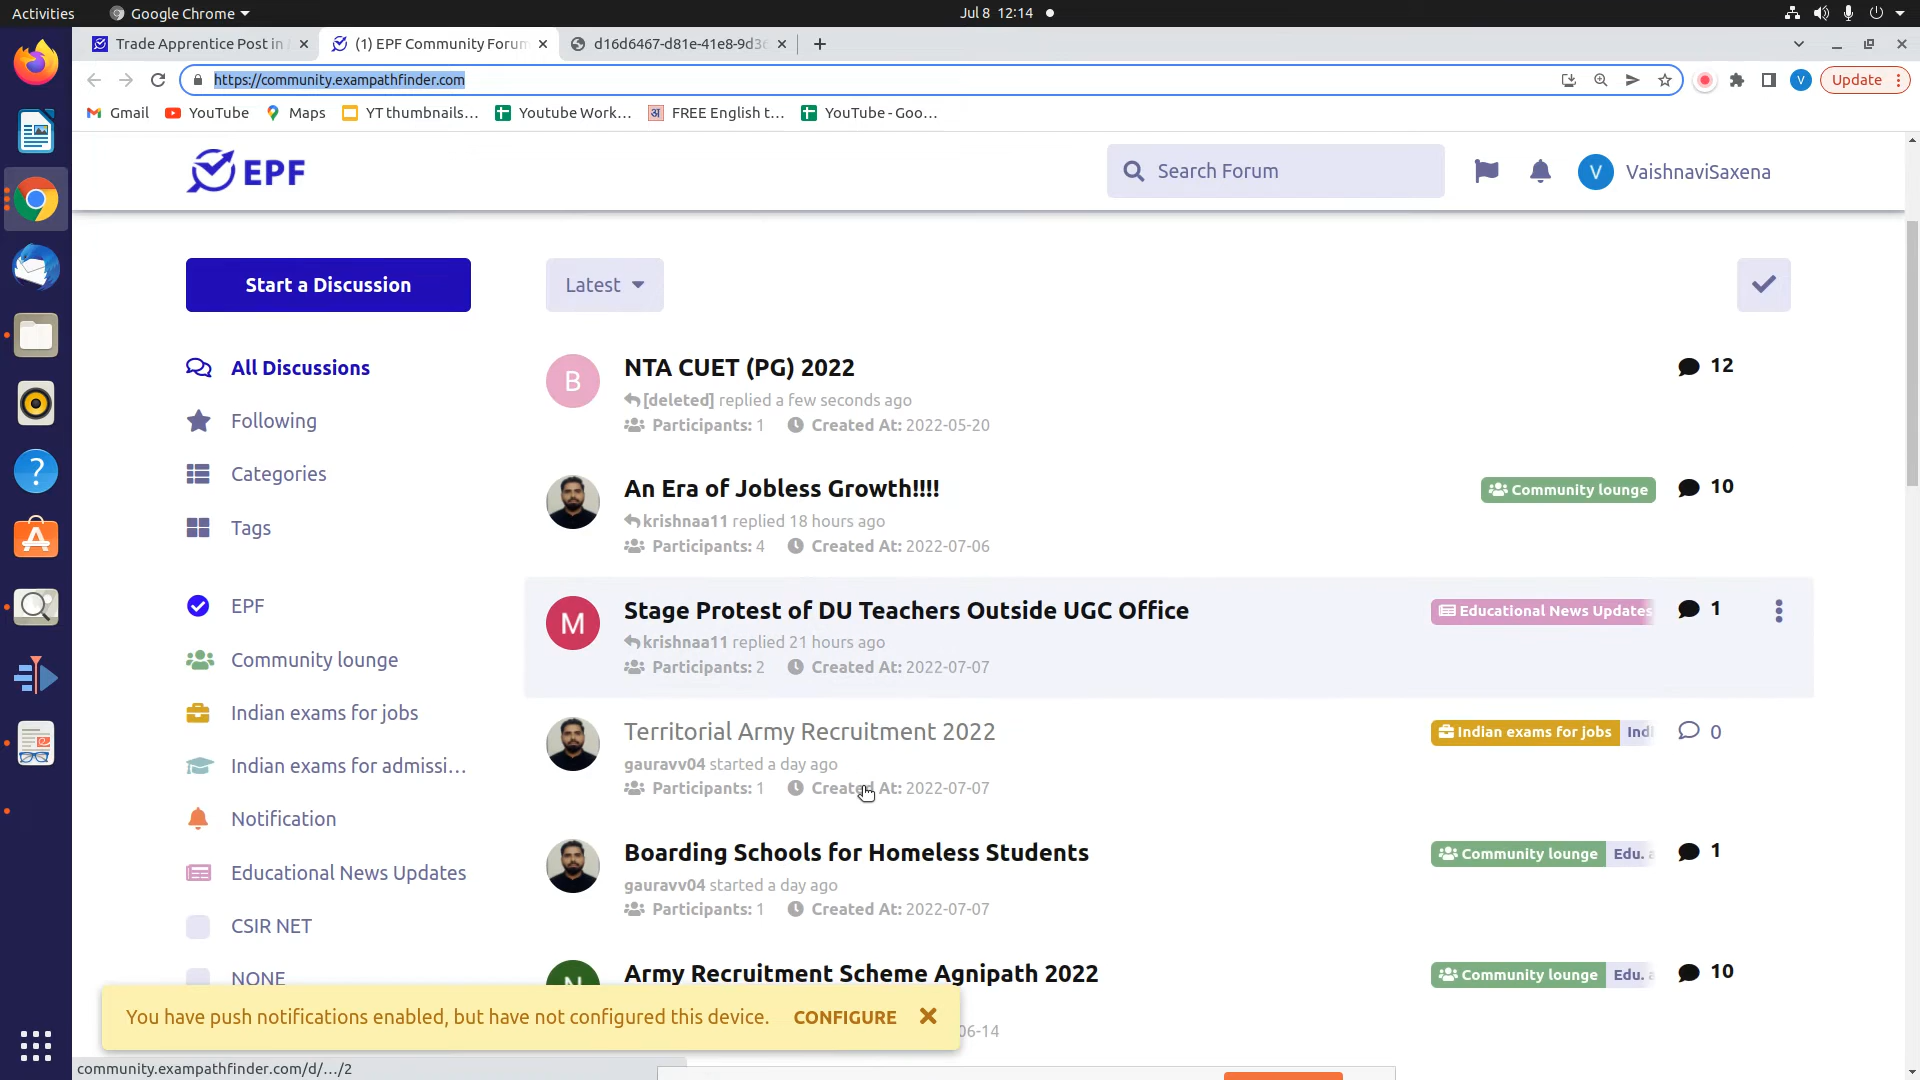 Activities
Google Chrome
Jul 8 12:14
Trade Apprentice Post in
(1) EPF Community Forum
d16d6467-d81e-41e8-9d36
https://community.exampathfinder.com
V
Update
Gmail
YouTube
Maps
YT thumbnails...
Youtube Work...
FREE English t...
YouTube - Goo...
EPF
Search Forum
V
VaishnaviSaxena
Start a Discussion
Latest
All Discussions
Following
Categories
Tags
EPF
Community lounge
Indian exams for jobs
Indian exams for admissi...
Notification
Educational News Updates
CSIR NET
NONE
B
NTA CUET (PG) 2022
12
[deleted] replied a few seconds ago
Participants: 1 Created At: 2022-05-20
An Era of Jobless Growth!!!!
Community lounge
10
krishnaa11 replied 18 hours ago
Participants: 4 Created At: 2022-07-06
M
Stage Protest of DU Teachers Outside UGC Office
Educational News Updates
1
krishnaa11 replied 21 hours ago
Participants: 2 Created At: 2022-07-07
Territorial Army Recruitment 2022
Indian exams for jobs
0
gauravv04 started a day ago
Participants: 1 Created At: 2022-07-07
Boarding Schools for Homeless Students
Community lounge Edu.
1
gauravv04 started a day ago
Participants: 1 Created At: 2022-07-07
Army Recruitment Scheme Agnipath 2022
Community lounge Edu.
10
06-14
You have push notifications enabled, but have not configured this device. CONFIGURE
community.exampathfinder.com/d/.../2